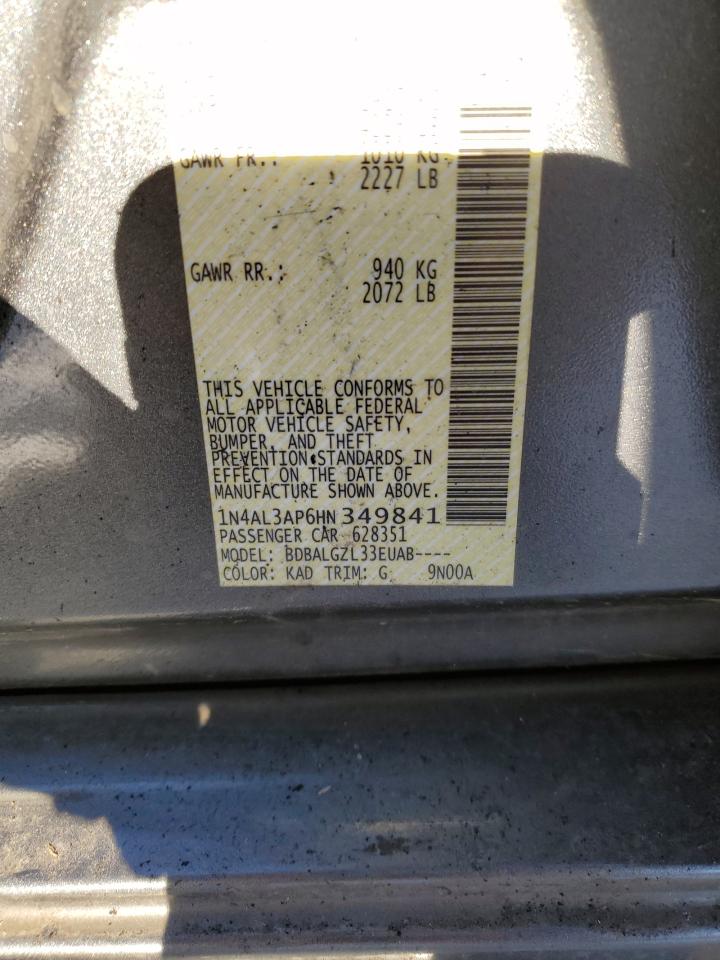 GAWR FR.: 1010 KG
2227 LB
GAWR RR.: 940 KG
2072 LB
THIS VEHICLE CONFORMS TO
ALL APPLICABLE FEDERAL
MOTOR VEHICLE SAFETY,
BUMPER, AND THEFT
PREVENTION STANDARDS IN
EFFECT ON THE DATE OF
MANUFACTURE SHOWN ABOVE.
1N4AL3AP6HN349841
PASSENGER CAR 628351
MODEL: BDBALGZL33EUAB----
COLOR: KAD TRIM: G 9N00A